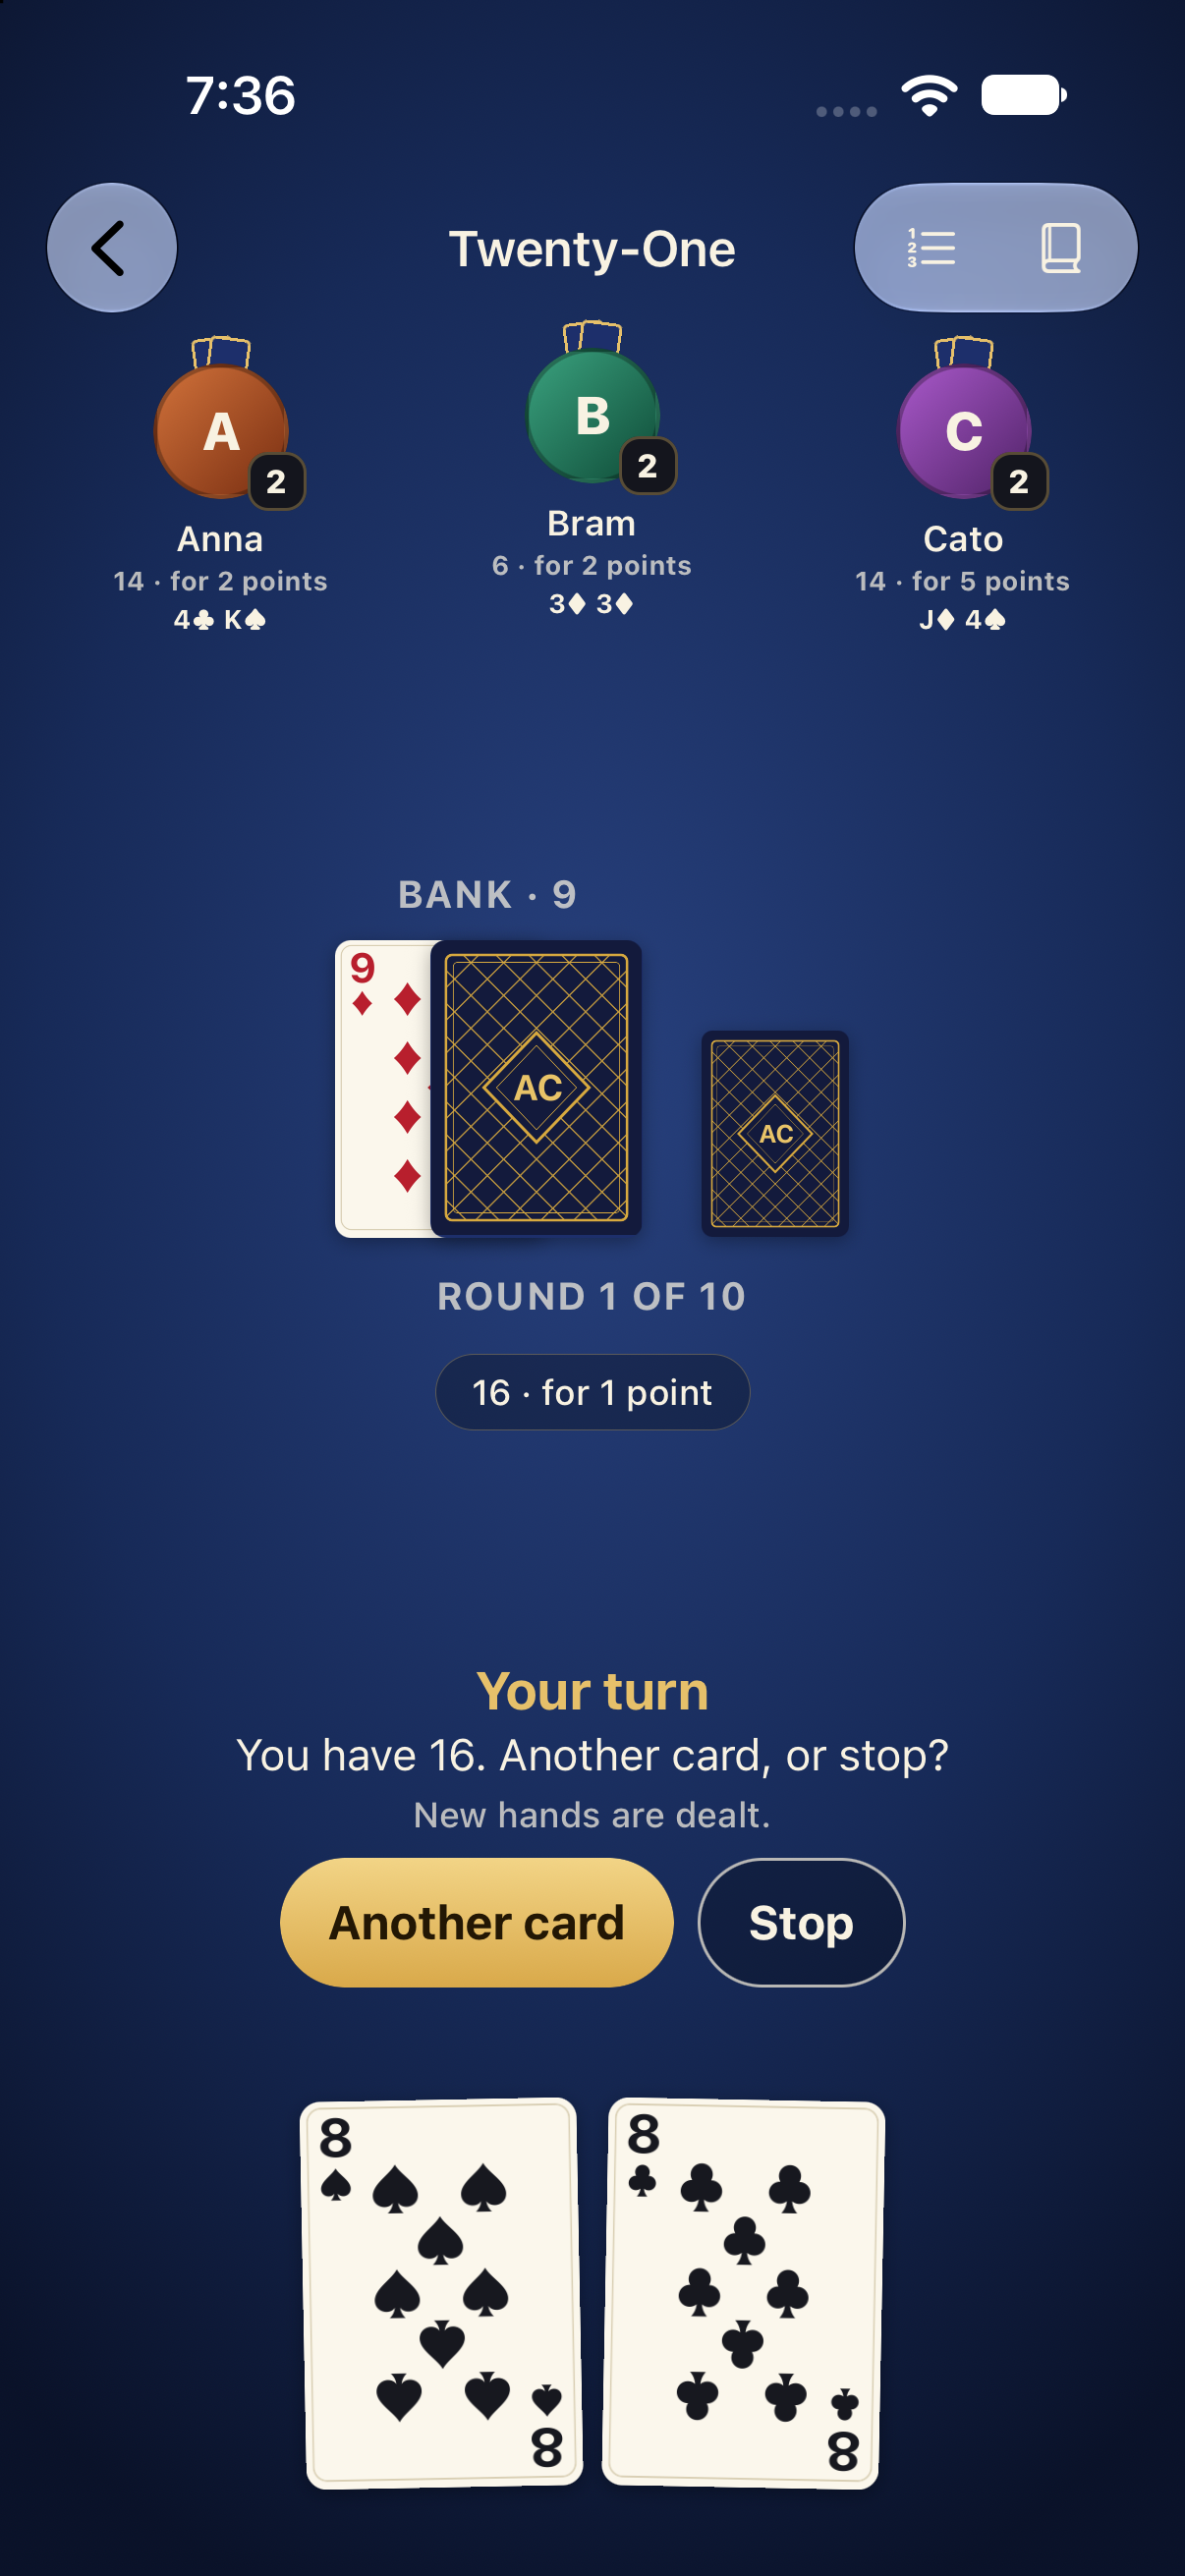 7:36
Twenty-One
1
2
3
A
2
B
2
C
2
Anna
Bram
Cato
14 · for 2 points
6 · for 2 points
14 · for 5 points
4♣ K♠
3♦ 3♦
J♦ 4♠
BANK · 9
9
♦
AC
AC
ROUND 1 OF 10
16 · for 1 point
Your turn
You have 16. Another card, or stop?
New hands are dealt.
Another card
Stop
8
♠
8
8
♣
8